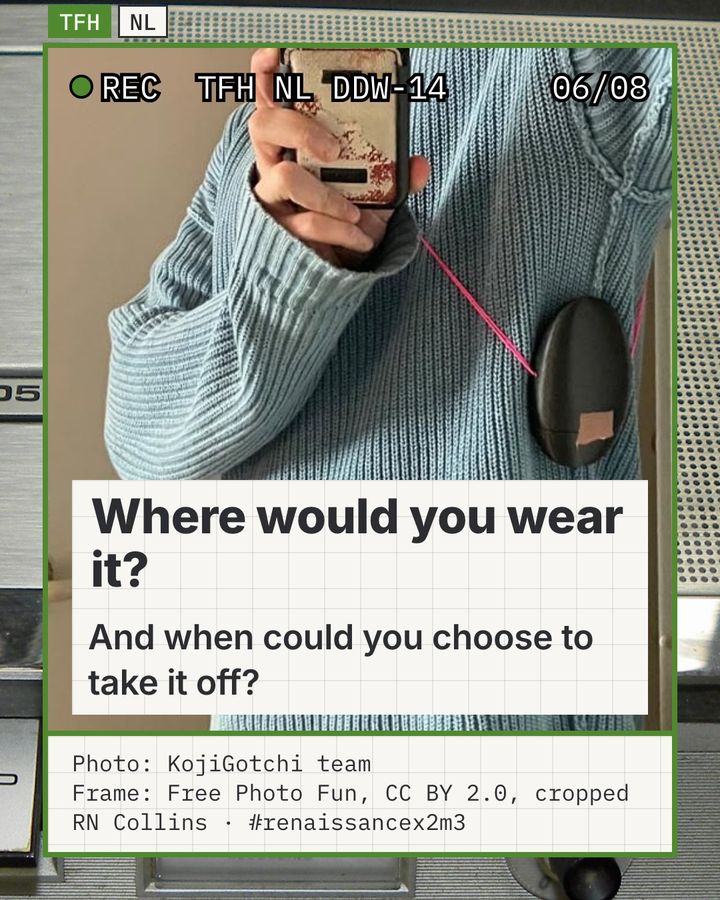 TFH NL
REC TFH NL DDW-14 06/08
05
Where would you wear
it?
And when could you choose to
take it off?
Photo: KojiGotchi team
Frame: Free Photo Fun, CC BY 2.0, cropped
RN Collins · #renaissancex2m3